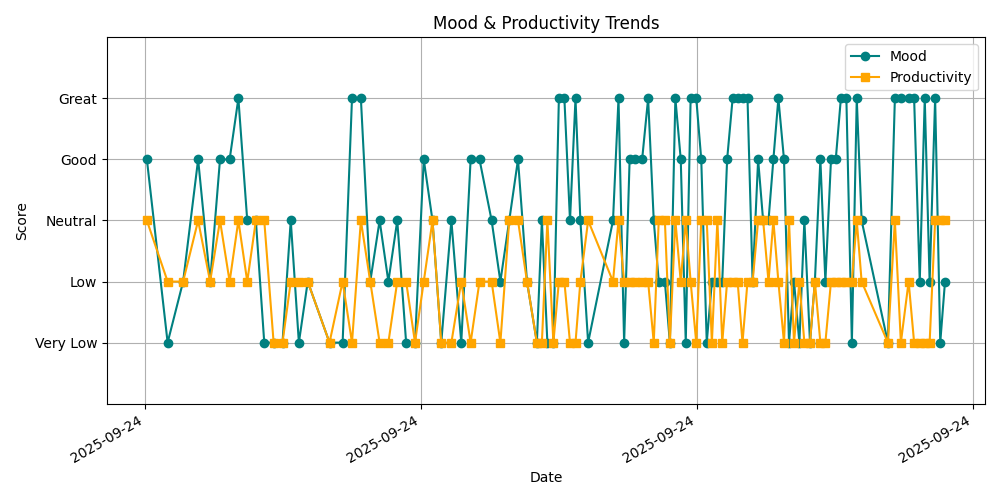 Mood & Productivity Trends
Mood
Productivity
Great
Good
Neutral
Low
Very Low
Score
2025-09-24
2025-09-24
2025-09-24
2025-09-24
Date